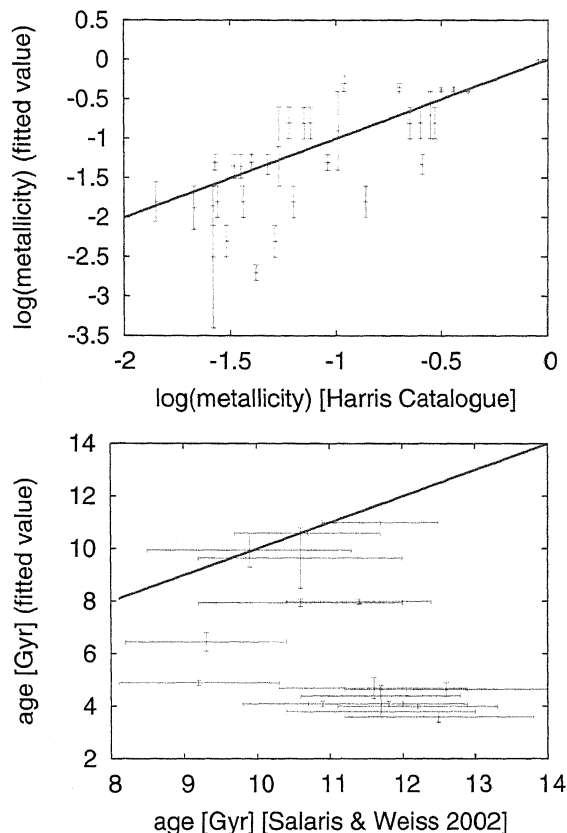 0.5
0
-0.5
-1
-1.5
-2
-2.5
-3
-3.5
log(metallicity) (fitted value)
-2 -1.5 -1 -0.5 0
log(metallicity) [Harris Catalogue]
14
12
10
8
6
4
2
age [Gyr] (fitted value)
8 9 10 11 12 13 14
age [Gyr] [Salaris & Weiss 2002]